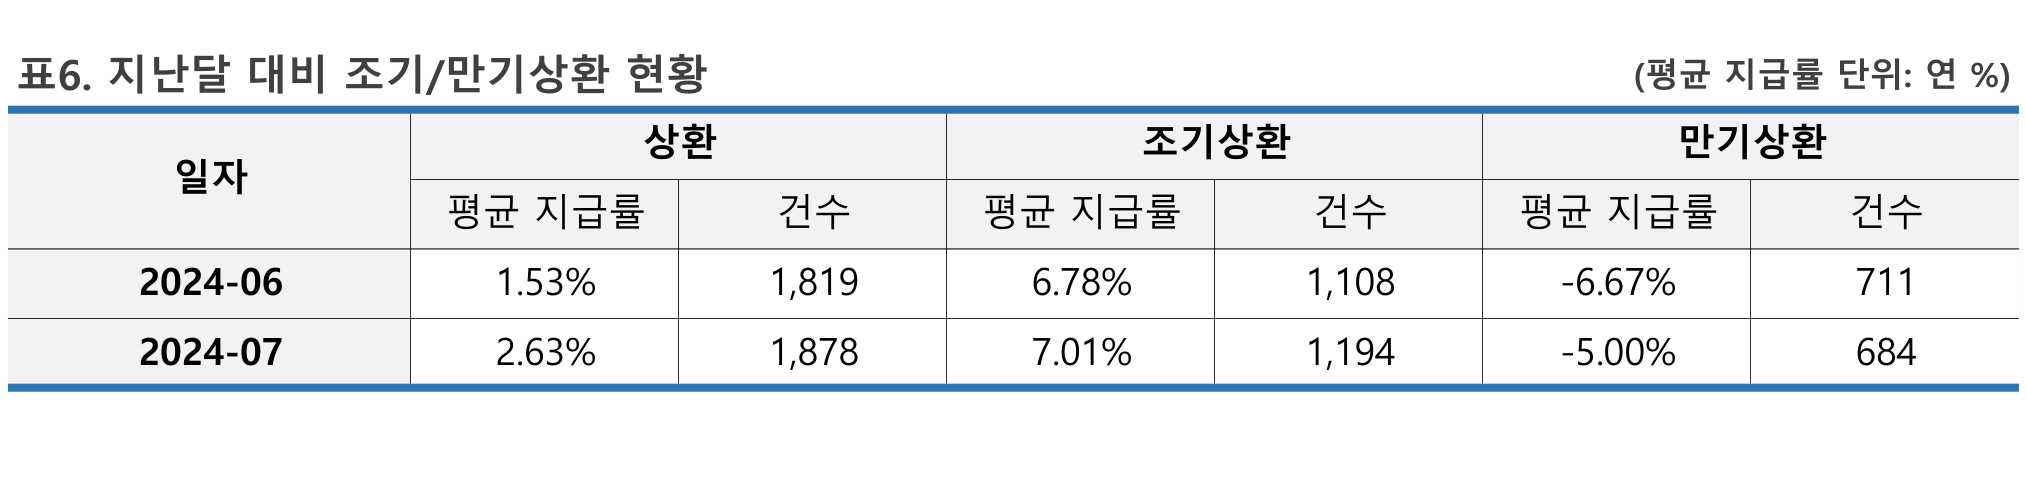 표6. 지난달 대비 조기/만기상환 현황 (평균 지급률 단위: 연 %)
일자 상환 조기상환 만기상환
평균 지급률 건수 평균 지급률 건수 평균 지급률 건수
2024-06 1.53% 1,819 6.78% 1,108 -6.67% 711
2024-07 2.63% 1,878 7.01% 1,194 -5.00% 684